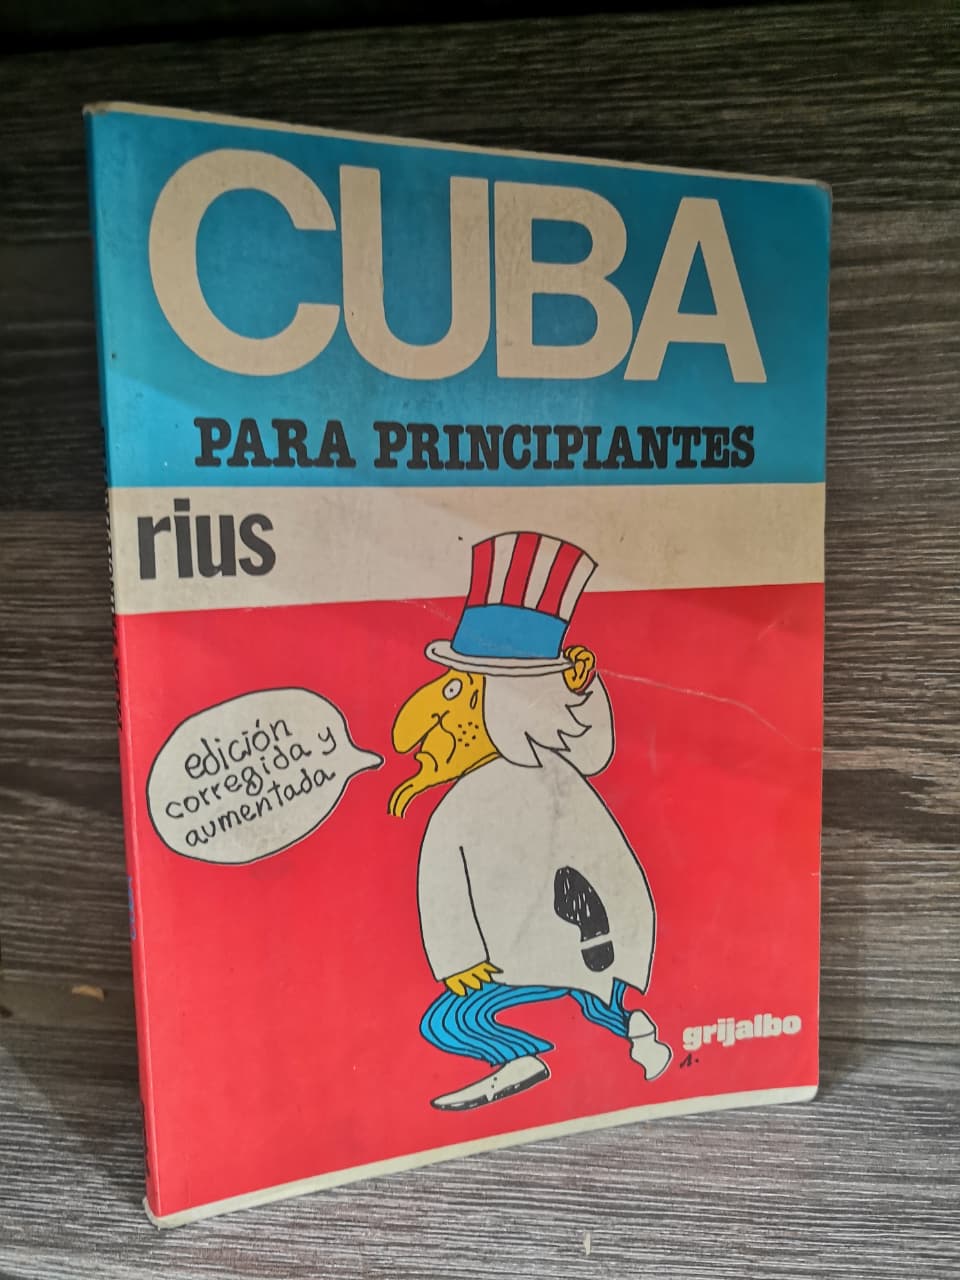 CUBA
PARA PRINCIPIANTES
rius
edición
corregida y
aumentada
grijalbo